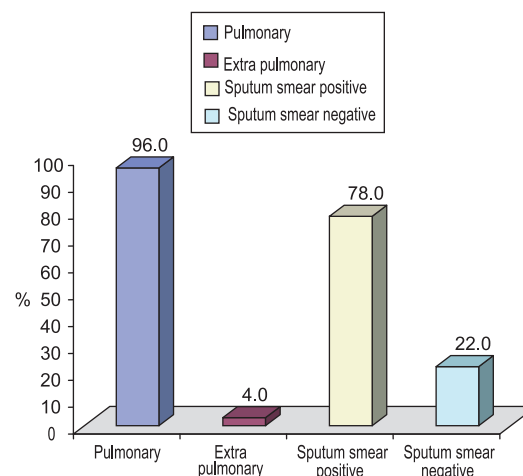 Pulmonary
Extra pulmonary
Sputum smear positive
Sputum smear negative
100
90
80
70
60
50
40
30
20
10
0
%
96.0
4.0
78.0
22.0
Pulmonary
Extra
pulmonary
Sputum smear
positive
Sputum smear
negative